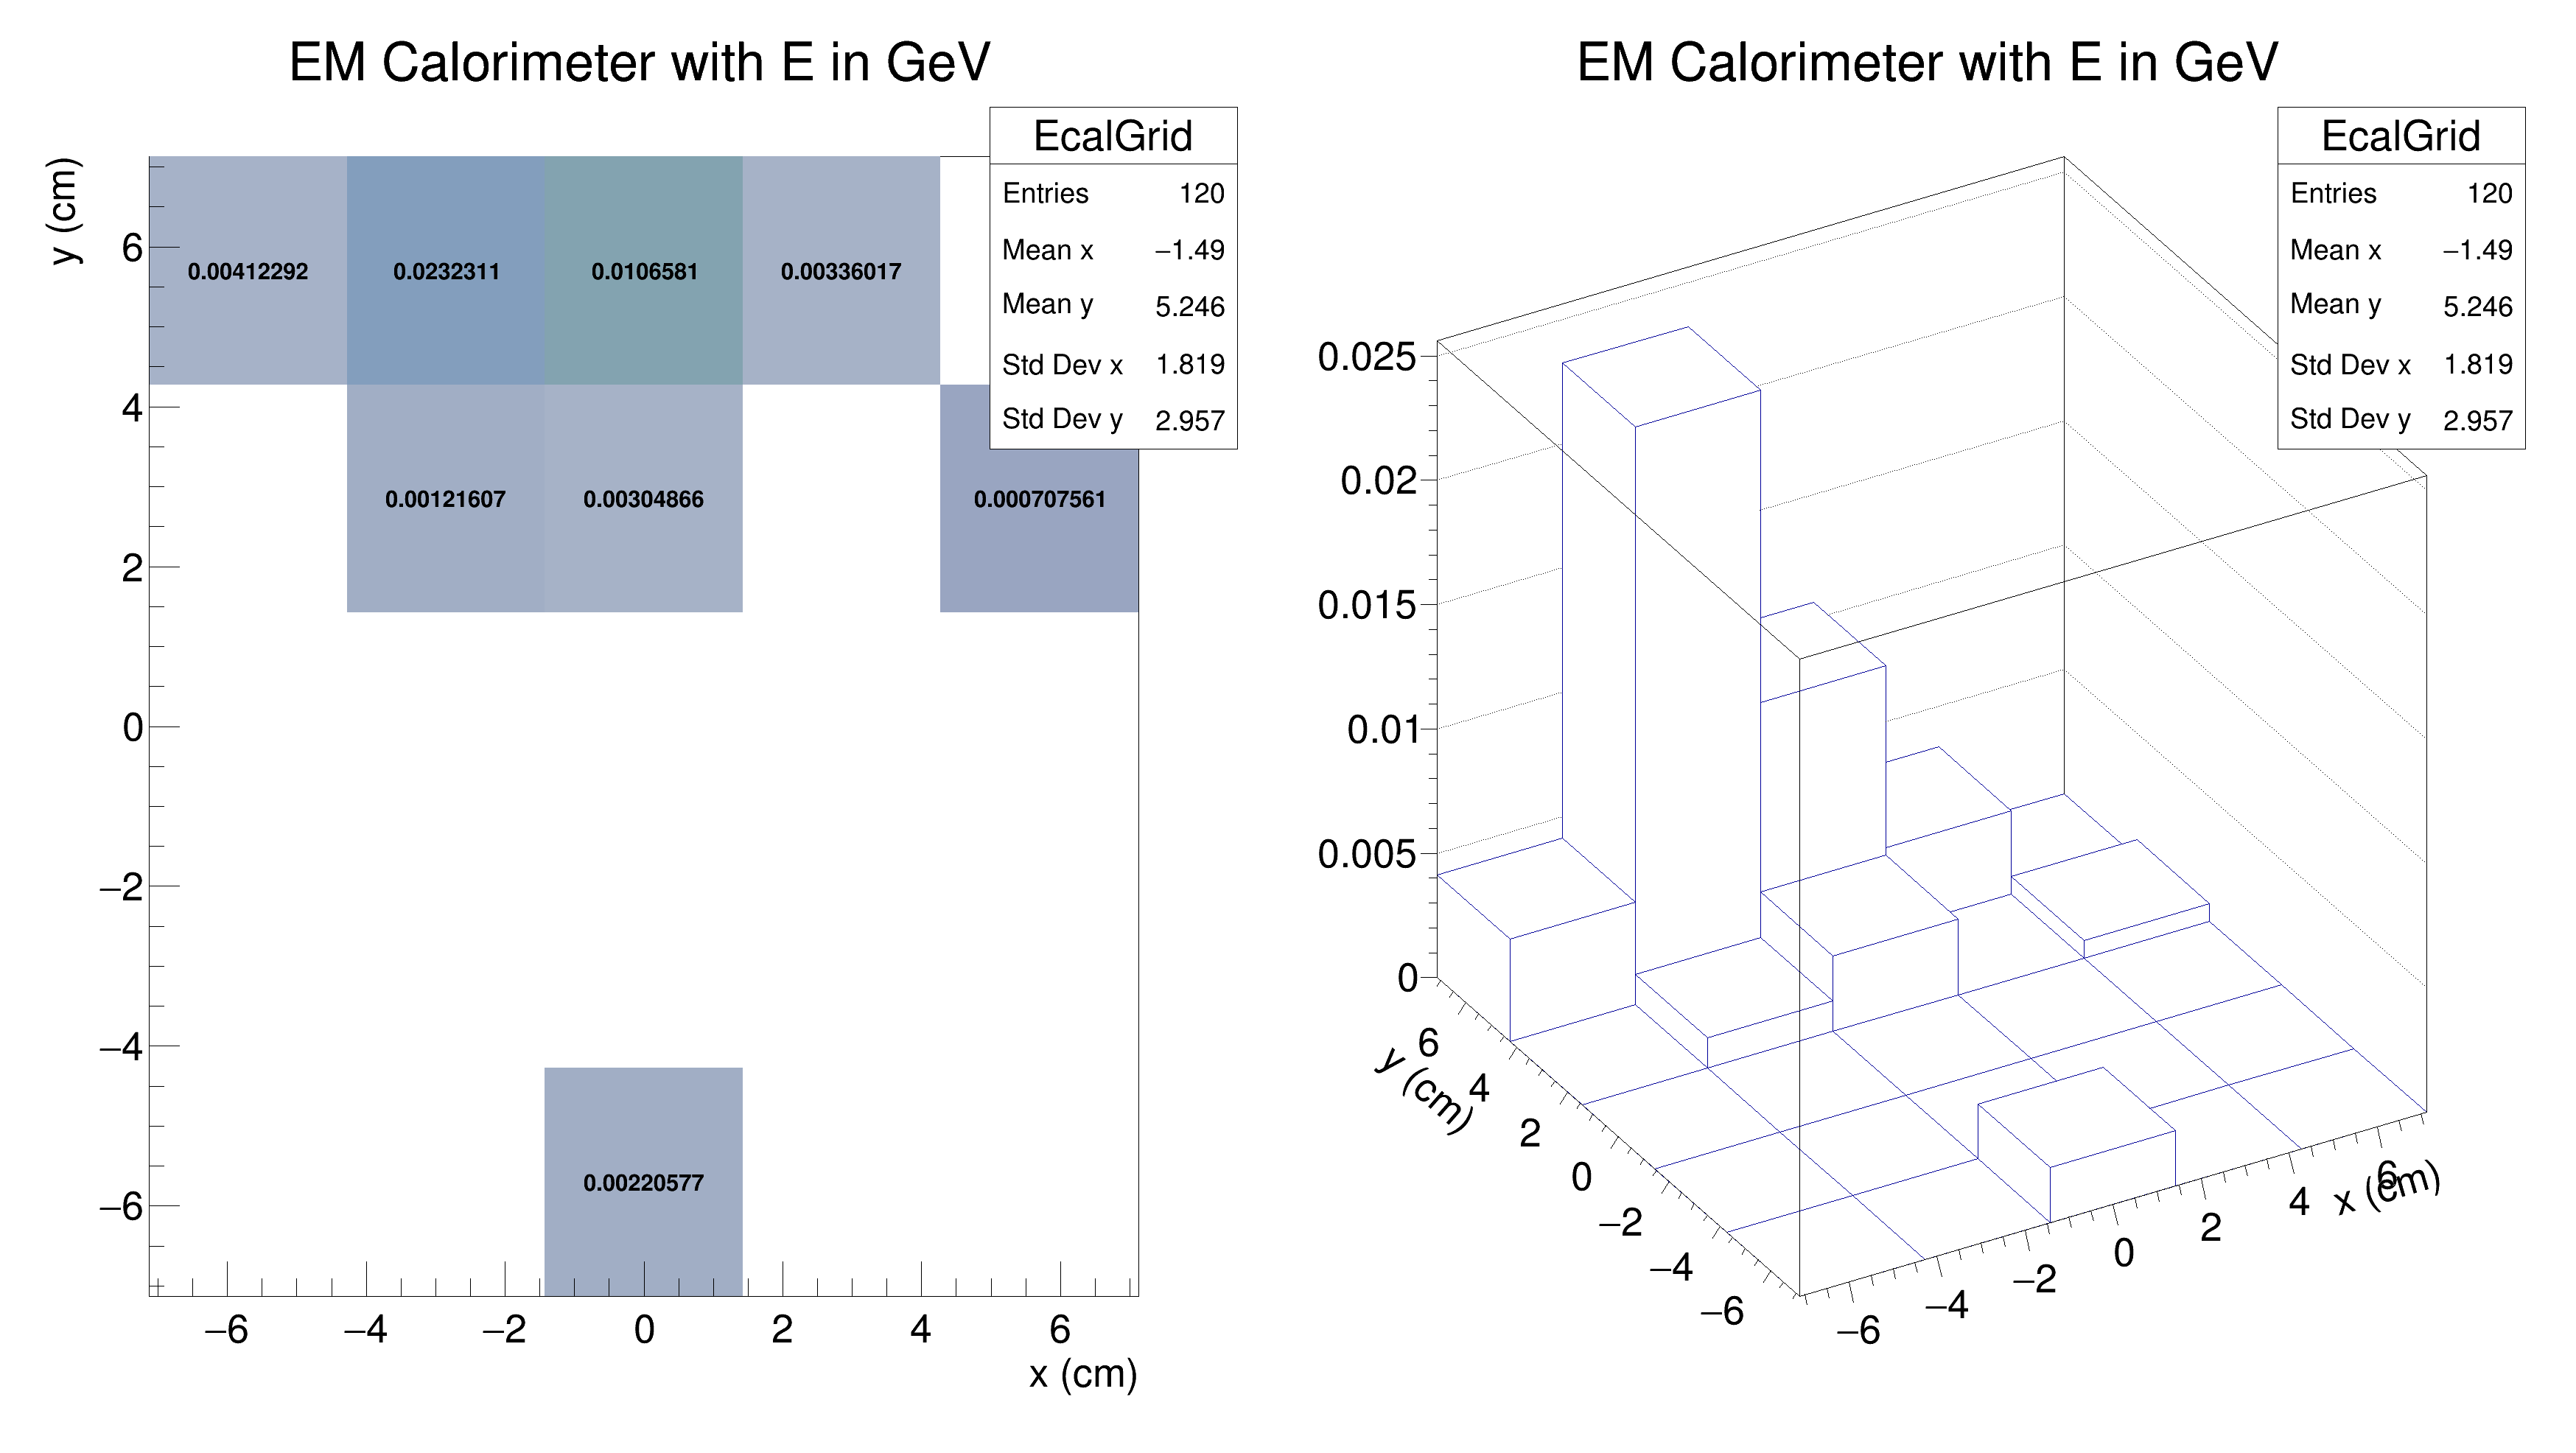 EM Calorimeter with E in GeV
EcalGrid
Entries 120
Mean x −1.49
Mean y 5.246
Std Dev x 1.819
Std Dev y 2.957
y (cm)
6
4
2
0
−2
−4
−6
0.00412292 0.0232311 0.0106581 0.00336017
0.00121607 0.00304866 0.000707561
0.00220577
−6 −4 −2 0 2 4 6
x (cm)
EM Calorimeter with E in GeV
EcalGrid
Entries 120
Mean x −1.49
Mean y 5.246
Std Dev x 1.819
Std Dev y 2.957
0.025
0.02
0.015
0.01
0.005
0
y (cm)
6
4
2
0
−2
−4
−6
−6
−4
−2
0
2
4
6
x (cm)